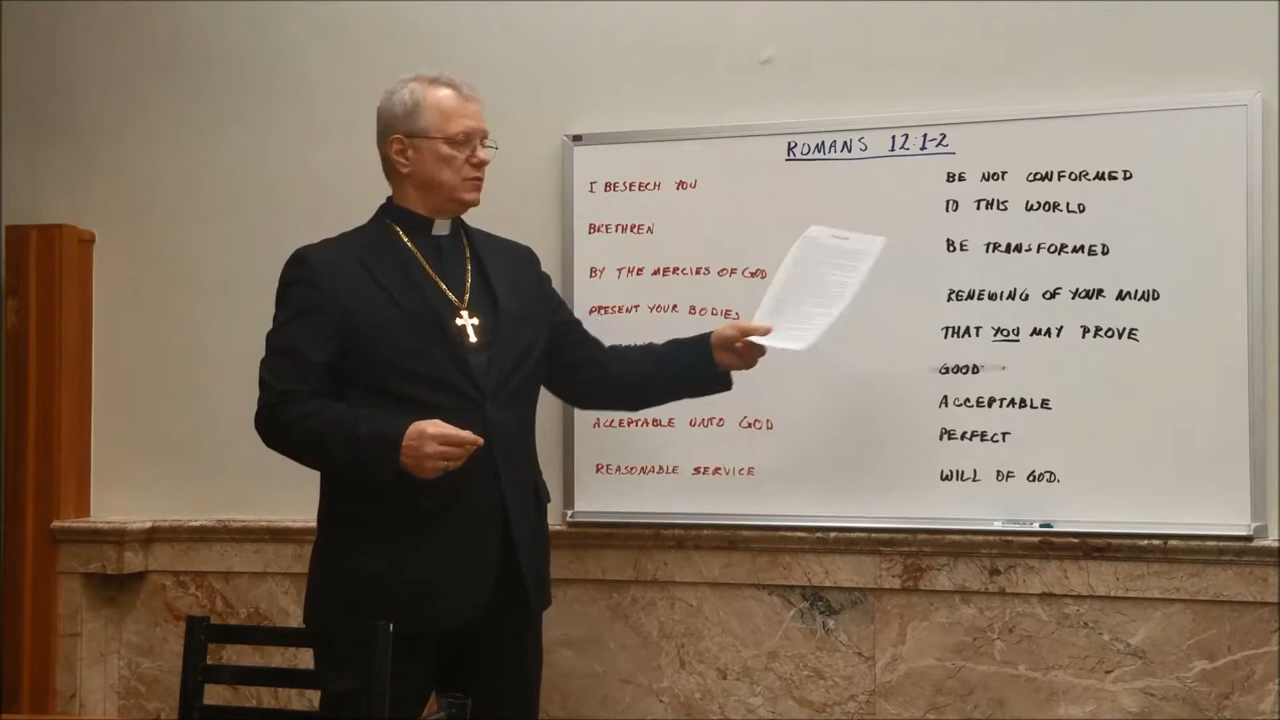 ROMANS 12:1-2
I BESEECH YOU
BRETHREN
BY THE MERCIES OF GOD
PRESENT YOUR BODIES
ACCEPTABLE UNTO GOD
REASONABLE SERVICE
BE NOT CONFORMED
TO THIS WORLD
BE TRANSFORMED
RENEWING OF YOUR MIND
THAT YOU MAY PROVE
GOOD
ACCEPTABLE
PERFECT
WILL OF GOD.